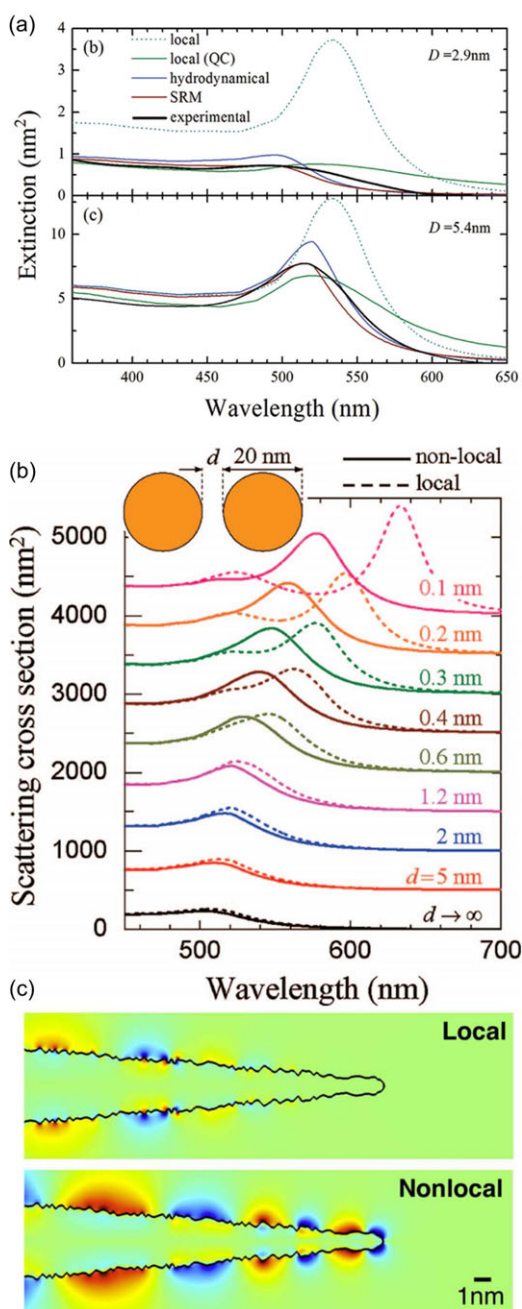 (a)
4
(b)
local
D = 2.9nm
local (QC)
3
hydrodynamical
SRM
2
experimental
1
0
(c)
D = 5.4nm
10
5
0
Extinction (nm²)
400 450 500 550 600 650
Wavelength (nm)
(b)
d 20 nm
non-local
local
5000
0.1 nm
4000
0.2 nm
0.3 nm
3000
0.4 nm
0.6 nm
2000
1.2 nm
2 nm
1000
d=5 nm
d→∞
0
Scattering cross section (nm²)
500 600 700
Wavelength (nm)
(c)
Local
Nonlocal
1nm